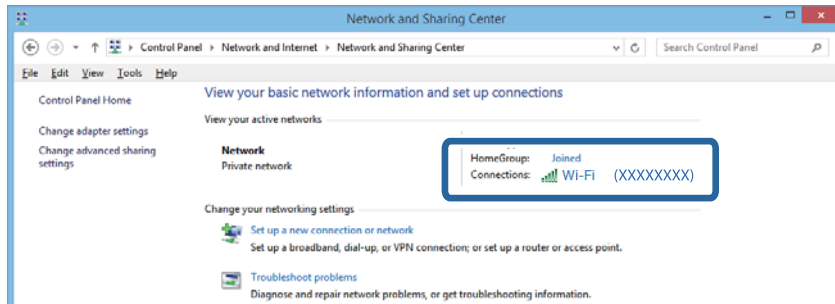 Network and Sharing Center
Control Panel ▸ Network and Internet ▸ Network and Sharing Center
Search Control Panel
File Edit View Tools Help
Control Panel Home
Change adapter settings
Change advanced sharing
settings
View your basic network information and set up connections
View your active networks
Network
Private network
HomeGroup: Joined
Connections: Wi-Fi (XXXXXXXX)
Change your networking settings
Set up a new connection or network
Set up a broadband, dial-up, or VPN connection; or set up a router or access point.
Troubleshoot problems
Diagnose and repair network problems, or get troubleshooting information.